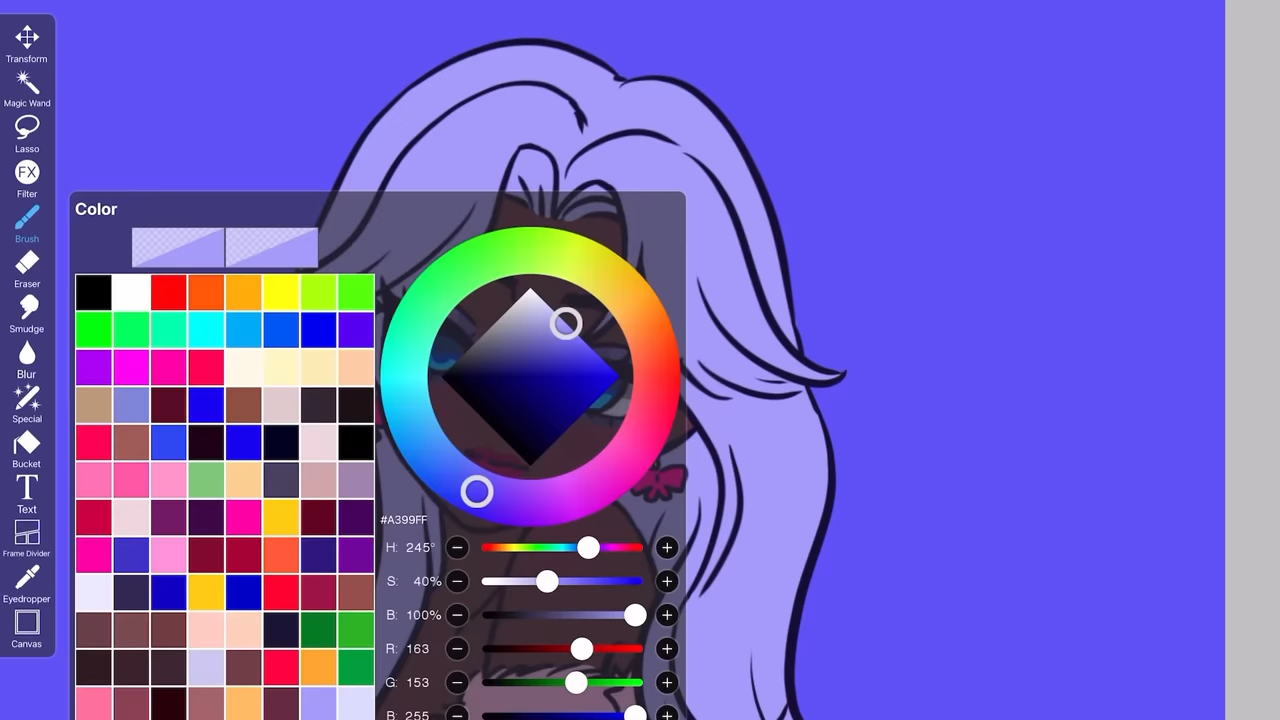 Transform
Magic Wand
Lasso
FX
Filter
Brush
Eraser
Smudge
Blur
Special
Bucket
T
Text
Frame Divider
Eyedropper
Canvas
Color
#A399FF
H: 245°
S: 40%
B: 100%
R: 163
G: 153
B: 255